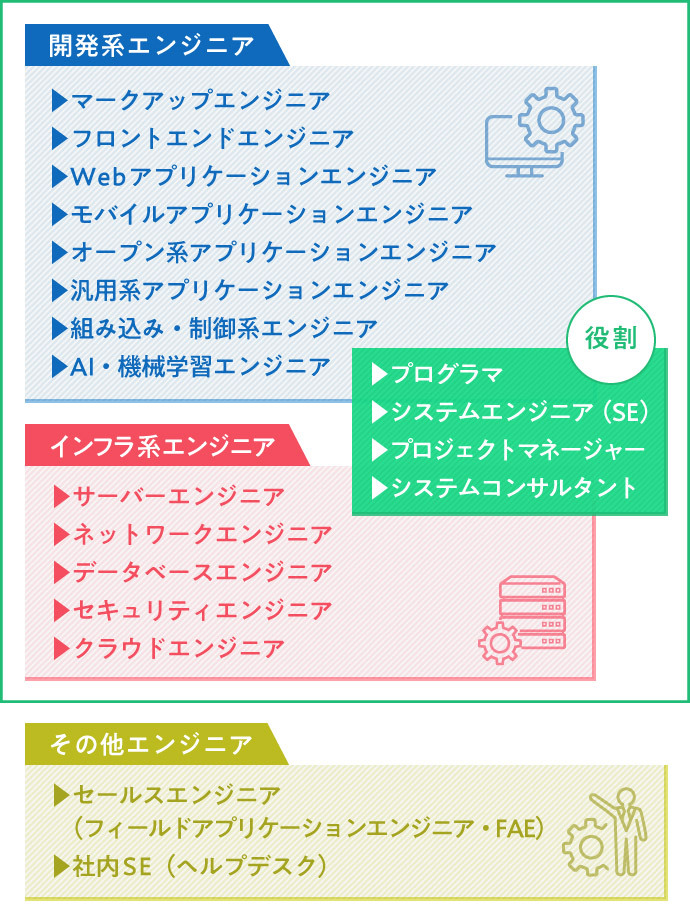 開発系エンジニア
▶マークアップエンジニア
▶フロントエンドエンジニア
▶Webアプリケーションエンジニア
▶モバイルアプリケーションエンジニア
▶オープン系アプリケーションエンジニア
▶汎用系アプリケーションエンジニア
▶組み込み・制御系エンジニア
▶AI・機械学習エンジニア
役割
▶プログラマ
▶システムエンジニア（SE）
▶プロジェクトマネージャー
▶システムコンサルタント
インフラ系エンジニア
▶サーバーエンジニア
▶ネットワークエンジニア
▶データベースエンジニア
▶セキュリティエンジニア
▶クラウドエンジニア
その他エンジニア
▶セールスエンジニア
（フィールドアプリケーションエンジニア・FAE）
▶社内SE（ヘルプデスク）